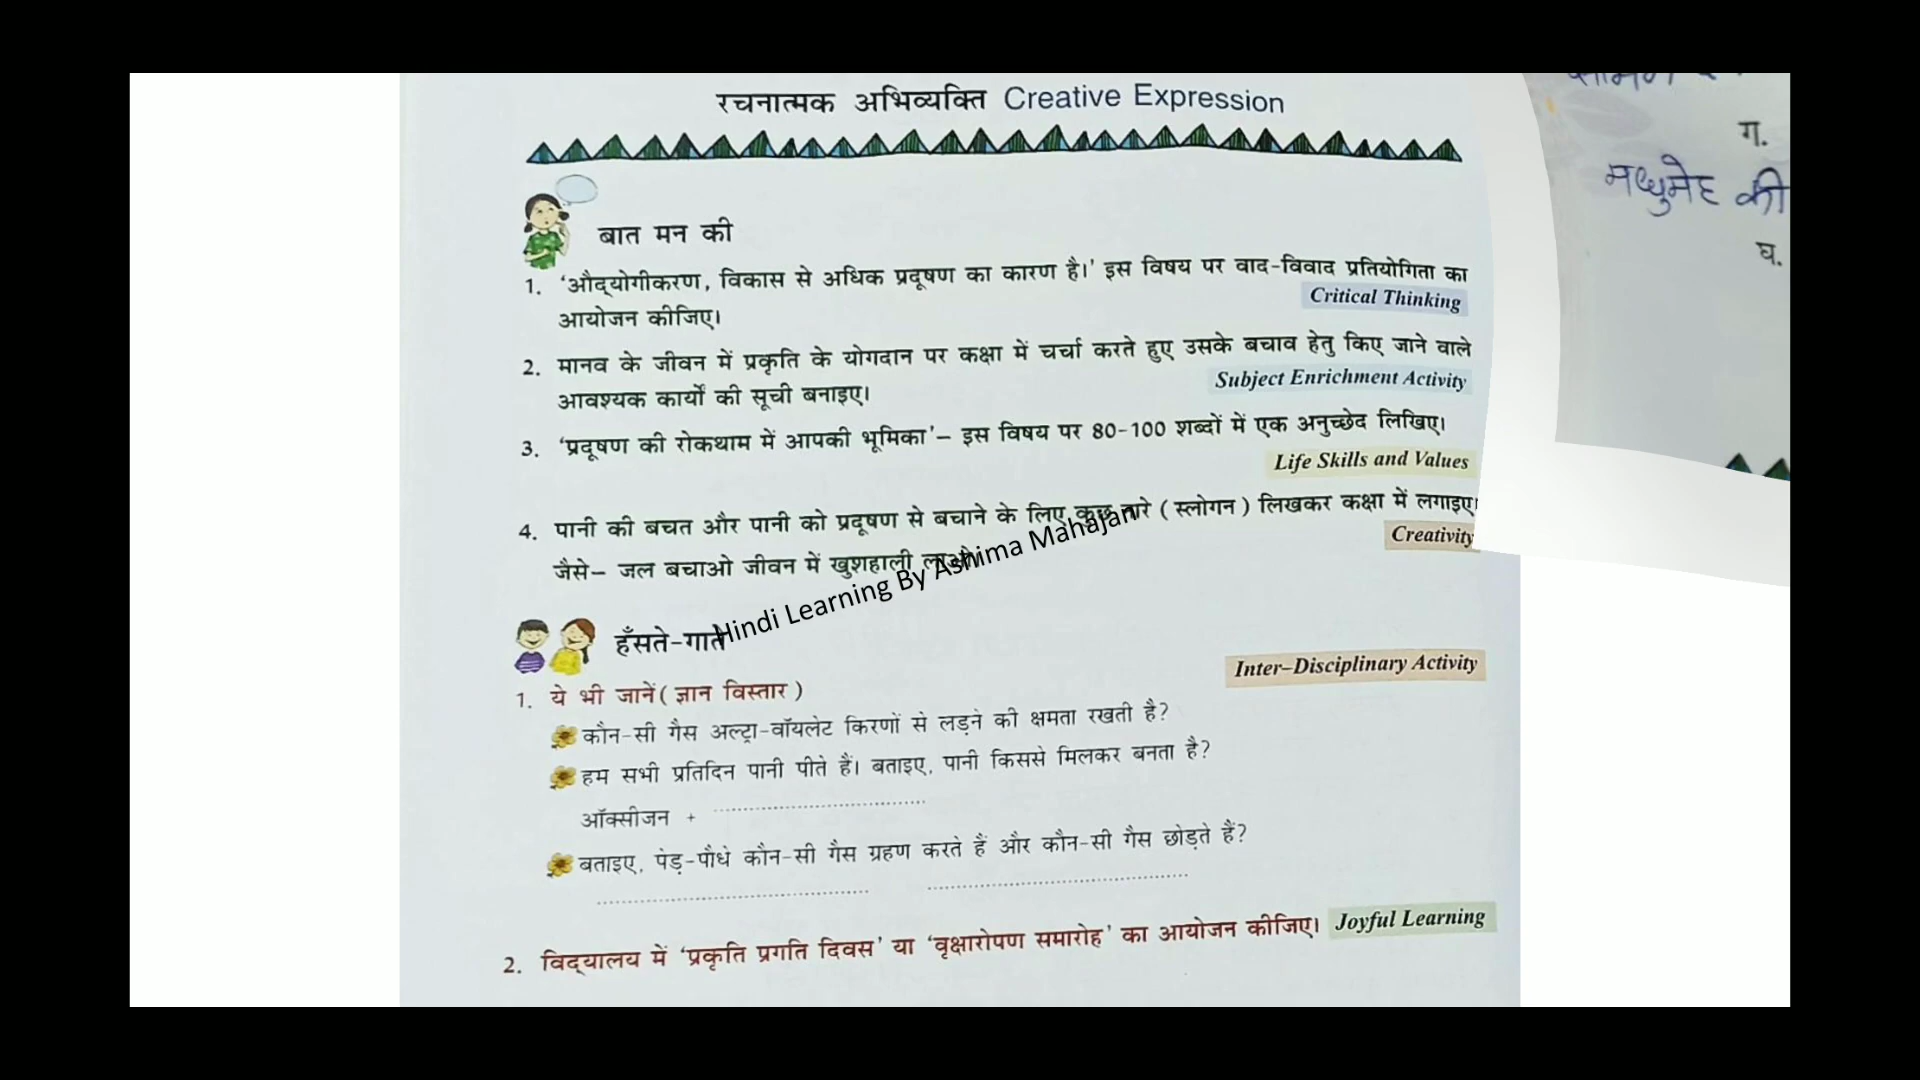 रचनात्मक अभिव्यक्ति Creative Expression
बात मन की
1. 'औद्योगीकरण, विकास से अधिक प्रदूषण का कारण है।' इस विषय पर वाद-विवाद प्रतियोगिता का
आयोजन कीजिए।
Critical Thinking
2. मानव के जीवन में प्रकृति के योगदान पर कक्षा में चर्चा करते हुए उसके बचाव हेतु किए जाने वाले
आवश्यक कार्यों की सूची बनाइए।
Subject Enrichment Activity
3. 'प्रदूषण की रोकथाम में आपकी भूमिका'– इस विषय पर 80-100 शब्दों में एक अनुच्छेद लिखिए।
Life Skills and Values
4. पानी की बचत और पानी को प्रदूषण से बचाने के लिए कुछ नारे (स्लोगन) लिखकर कक्षा में लगाइए।
Creativity
जैसे– जल बचाओ जीवन में खुशहाली लाओ।
Hindi Learning By Ashima Mahajan
हँसते-गाते
Inter–Disciplinary Activity
1. ये भी जानें(ज्ञान विस्तार)
कौन-सी गैस अल्ट्रा-वॉयलेट किरणों से लड़ने की क्षमता रखती है?
हम सभी प्रतिदिन पानी पीते हैं। बताइए, पानी किससे मिलकर बनता है?
ऑक्सीजन +
बताइए, पेड़-पौधे कौन-सी गैस ग्रहण करते हैं और कौन-सी गैस छोड़ते हैं?
2. विद्यालय में 'प्रकृति प्रगति दिवस' या 'वृक्षारोपण समारोह' का आयोजन कीजिए।
Joyful Learning
ग.
मधुमेह की
घ.